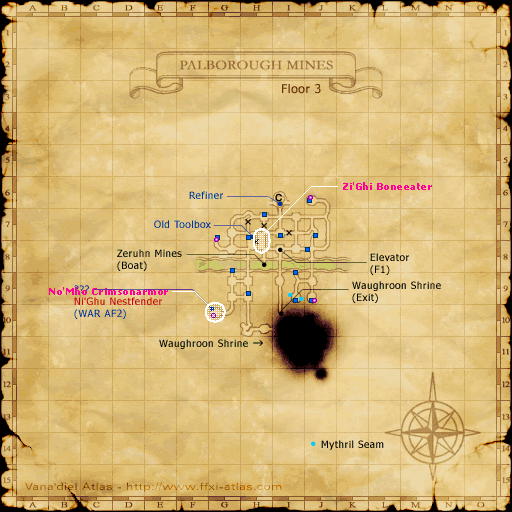 A B C D E F G H I J K L M N O
PALBOROUGH MINES
Floor 3
Zi'Ghi Boneeater
Refiner
C
Old Toolbox
Zeruhn Mines
(Boat)
Elevator
(F1)
Waughroon Shrine
(Exit)
No'Mho Crimsonarmor
Ni'Ghu Nestfender
(WAR AF2)
Waughroon Shrine →
Mythril Seam
Vana'diel Atlas - http://www.ffxi-atlas.com